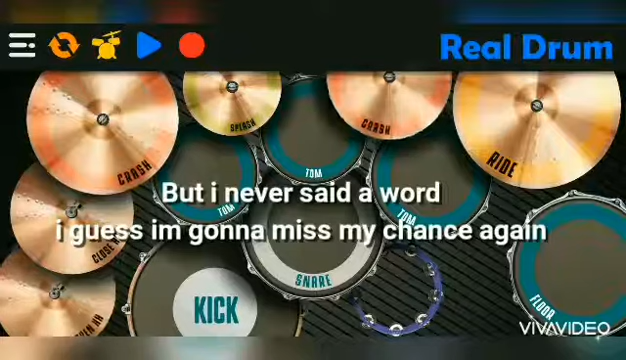 Real Drum
SPLASH
CRASH
CRASH
RIDE
TOM
TOM
TOM
But i never said a word
i guess im gonna miss my chance again
CLOSE
SNARE
KICK
FLOOR
VIVAVIDEO